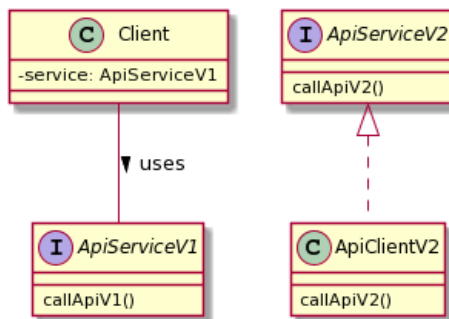 C Client
-service: ApiServiceV1
I ApiServiceV2
callApiV2()
uses
I ApiServiceV1
callApiV1()
C ApiClientV2
callApiV2()